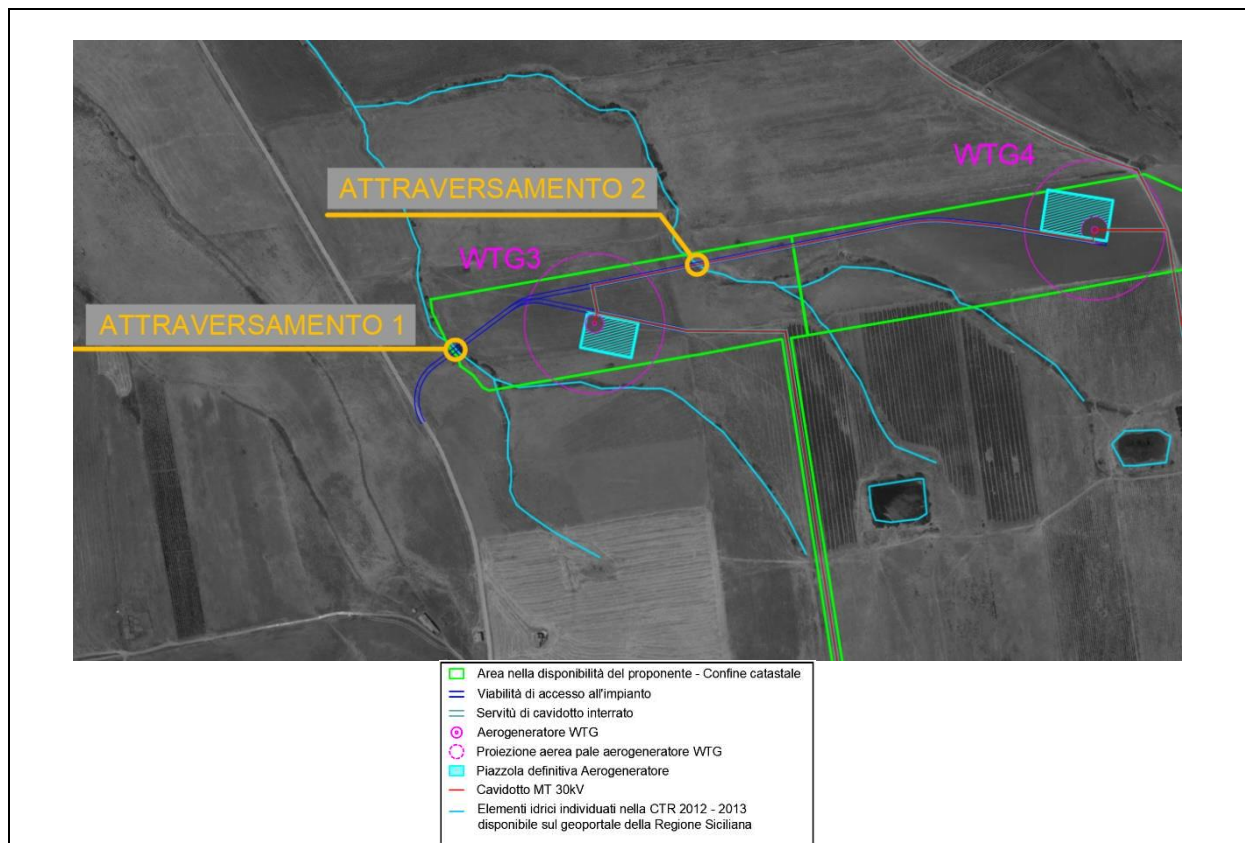 WTG4
ATTRAVERSAMENTO 2
WTG3
ATTRAVERSAMENTO 1
Area nella disponibilità del proponente - Confine catastale
Viabilità di accesso all'impianto
Servitù di cavidotto interrato
Aerogeneratore WTG
Proiezione aerea pale aerogeneratore WTG
Piazzola definitiva Aerogeneratore
Cavidotto MT 30kV
Elementi idrici individuati nella CTR 2012 - 2013
disponibile sul geoportale della Regione Siciliana